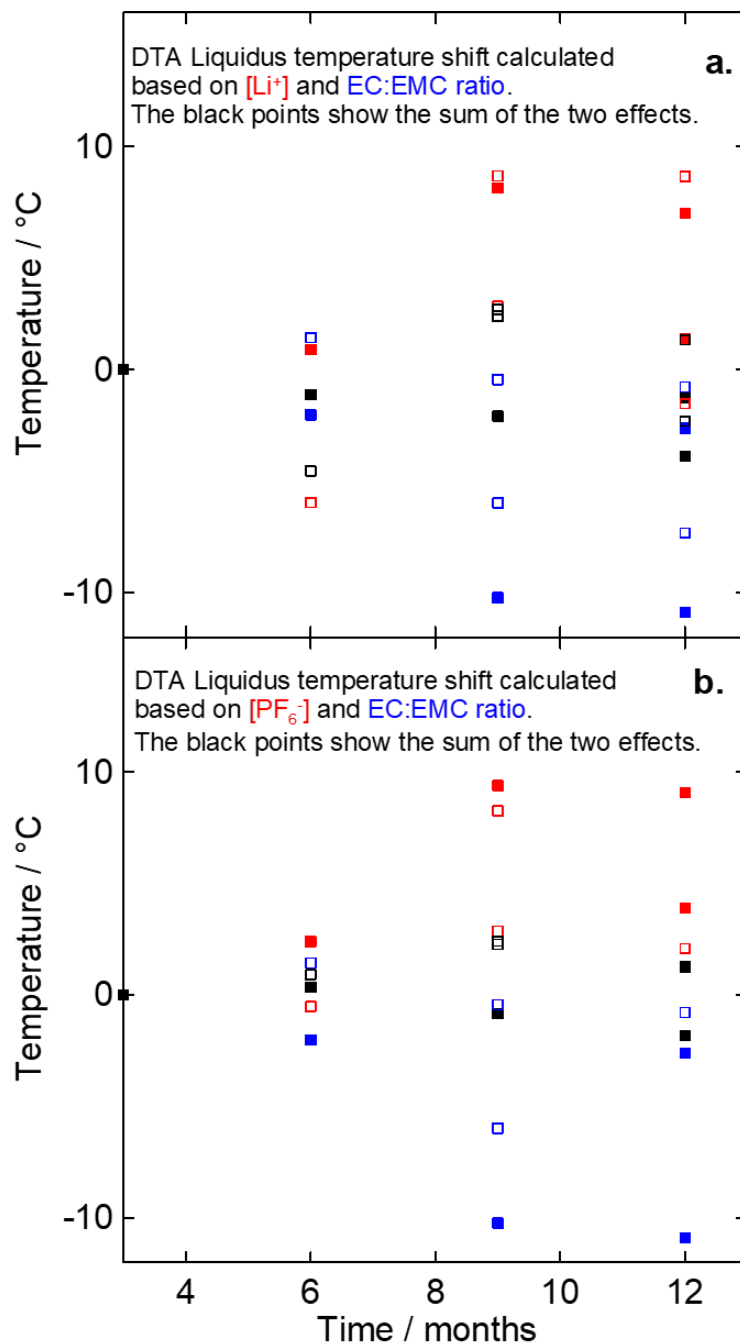 DTA Liquidus temperature shift calculated
based on [Li⁺] and EC:EMC ratio.
The black points show the sum of the two effects.
a.
10
0
-10
Temperature / °C
DTA Liquidus temperature shift calculated
based on [PF₆⁻] and EC:EMC ratio.
The black points show the sum of the two effects.
b.
10
0
-10
Temperature / °C
4 6 8 10 12
Time / months